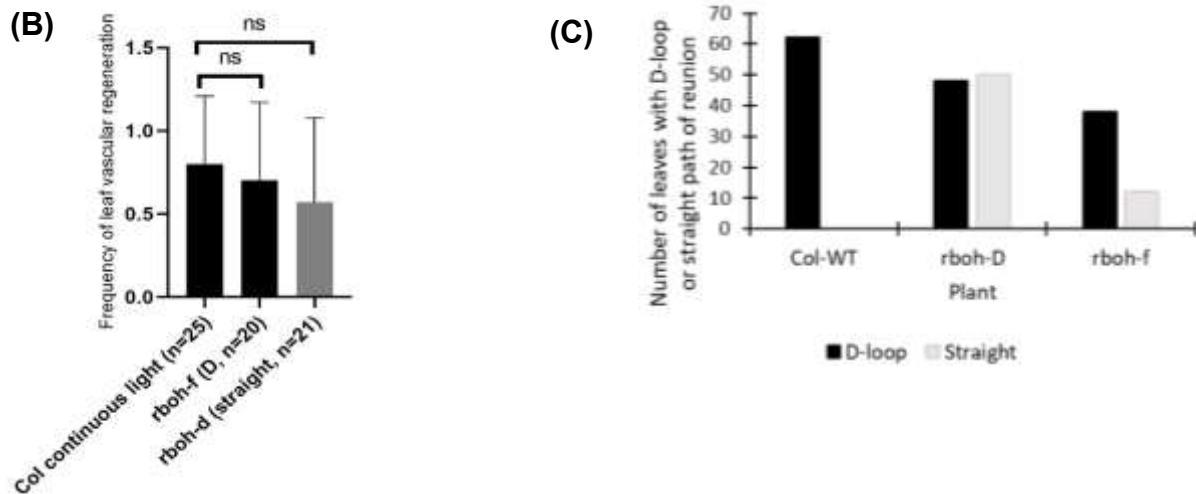 (B)
Frequency of leaf vascular regeneration
1.5
1.0
0.5
0.0
ns
ns
Col continuous light (n=25)
rboh-f (D, n=20)
rboh-d (straight, n=21)
(C)
Number of leaves with D-loop
or straight path of reunion
70
60
50
40
30
20
10
0
Col-WT rboh-D rboh-f
Plant
D-loop Straight